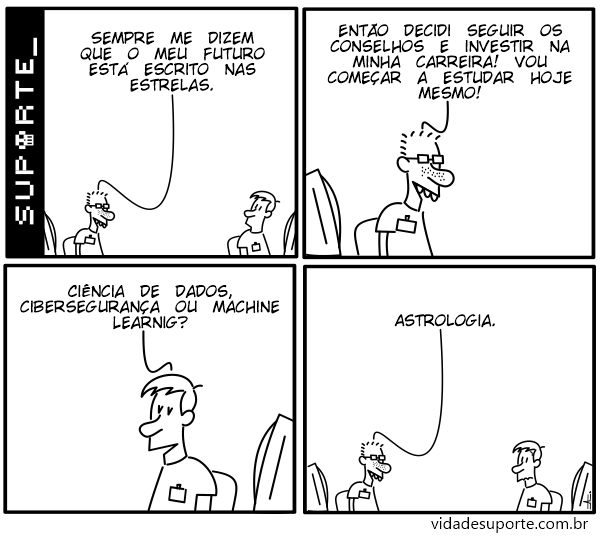 SUPORTE_
SEMPRE ME DIZEM
QUE O MEU FUTURO
ESTÁ ESCRITO NAS
ESTRELAS.
ENTÃO DECIDI SEGUIR OS
CONSELHOS E INVESTIR NA
MINHA CARREIRA! VOU
COMEÇAR A ESTUDAR HOJE
MESMO!
CIÊNCIA DE DADOS,
CIBERSEGURANÇA OU MACHINE
LEARNIG?
ASTROLOGIA.
vidadesuporte.com.br